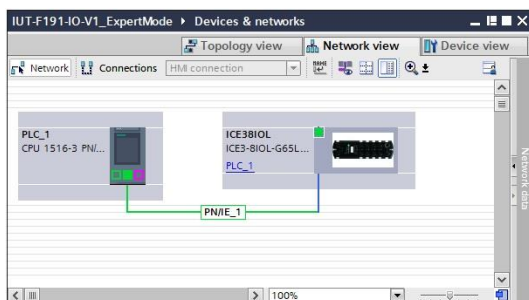 IUT-F191-IO-V1_ExpertMode ▸ Devices & networks
Topology view Network view Device view
Network Connections HMI connection
PLC_1
CPU 1516-3 PN/...
ICE38IOL
ICE3-8IOL-G65L...
PLC_1
PN/IE_1
Network data
100%